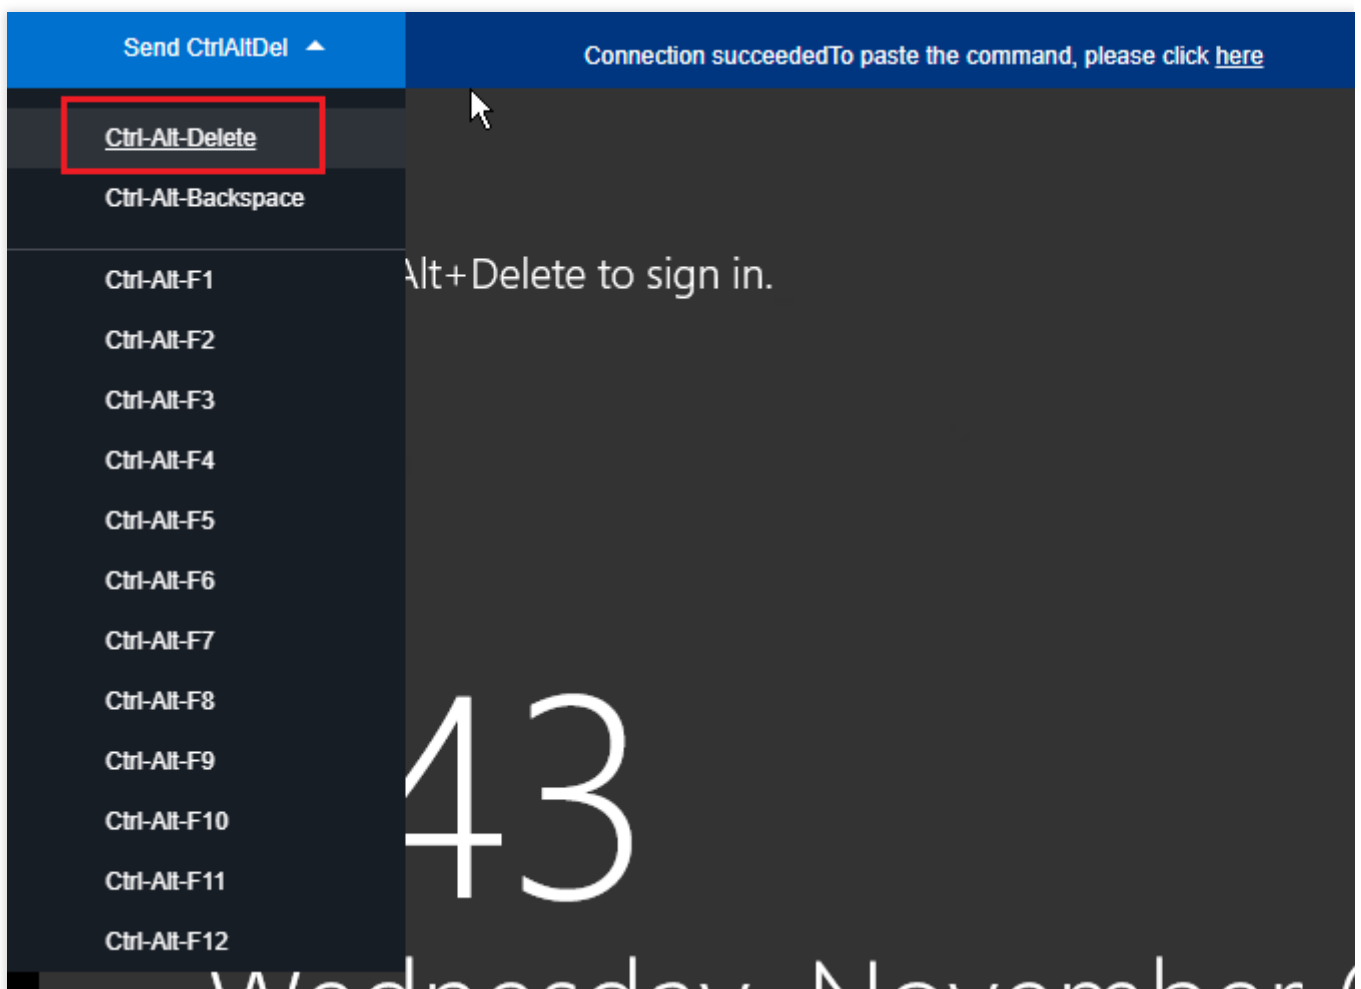 Send CtrlAltDel
Connection succeededTo paste the command, please click here
Ctrl-Alt-Delete
Ctrl-Alt-Backspace
Alt+Delete to sign in.
Ctrl-Alt-F1
Ctrl-Alt-F2
Ctrl-Alt-F3
Ctrl-Alt-F4
Ctrl-Alt-F5
Ctrl-Alt-F6
Ctrl-Alt-F7
Ctrl-Alt-F8
Ctrl-Alt-F9
Ctrl-Alt-F10
Ctrl-Alt-F11
Ctrl-Alt-F12
43
Wednesday, November